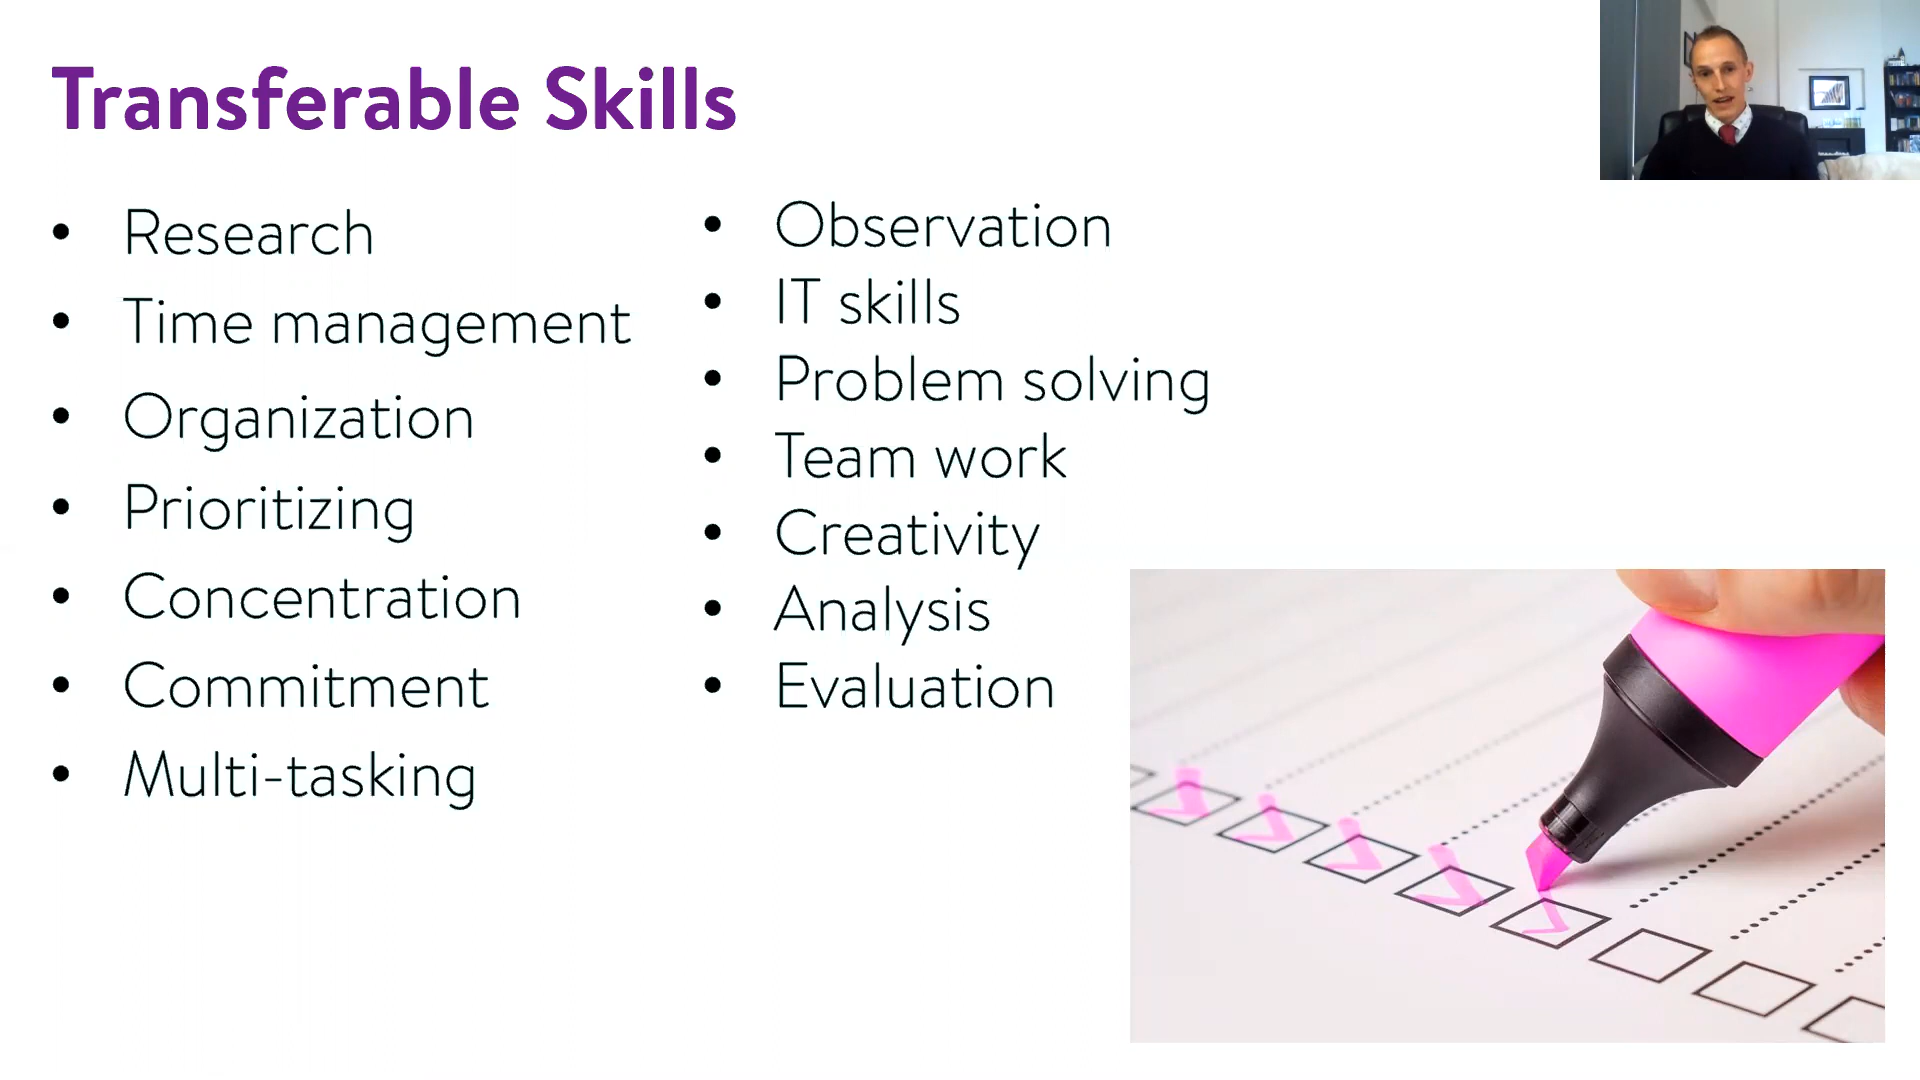 Transferable Skills
Research
Time management
Organization
Prioritizing
Concentration
Commitment
Multi-tasking
Observation
IT skills
Problem solving
Team work
Creativity
Analysis
Evaluation